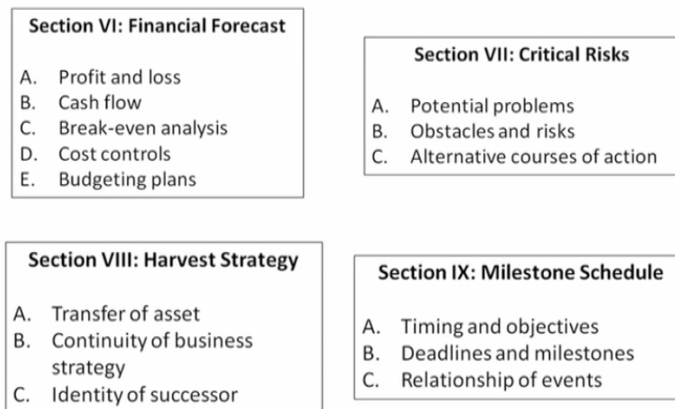 Section VI: Financial Forecast
A. Profit and loss
B. Cash flow
C. Break-even analysis
D. Cost controls
E. Budgeting plans
Section VII: Critical Risks
A. Potential problems
B. Obstacles and risks
C. Alternative courses of action
Section VIII: Harvest Strategy
A. Transfer of asset
B. Continuity of business
strategy
C. Identity of successor
Section IX: Milestone Schedule
A. Timing and objectives
B. Deadlines and milestones
C. Relationship of events